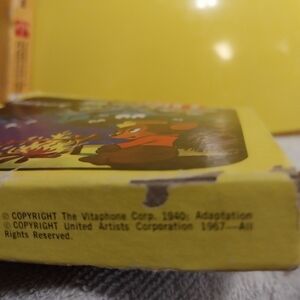 © COPYRIGHT The Vitaphone Corp. 1940; Adaptation
© COPYRIGHT United Artists Corporation 1967—All
Rights Reserved.